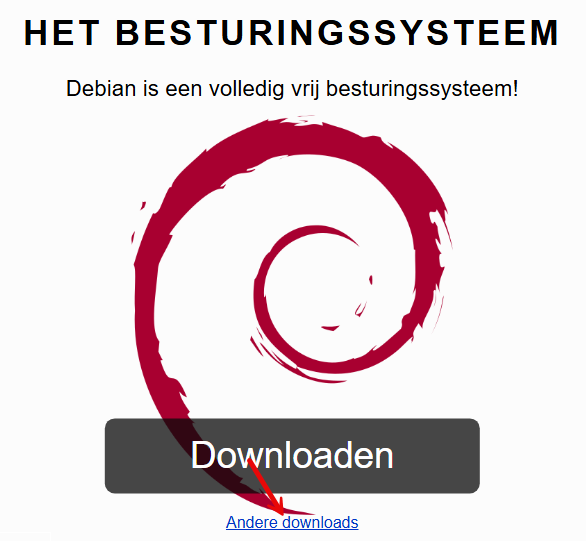 HET BESTURINGSSYSTEEM
Debian is een volledig vrij besturingssysteem!
Downloaden
Andere downloads